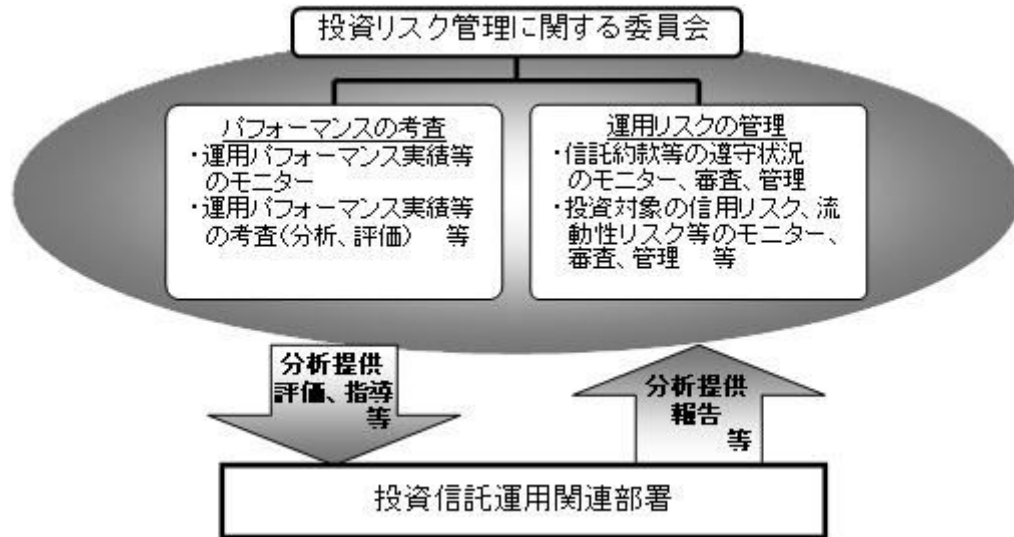 投資リスク管理に関する委員会
パフォーマンスの考査
・運用パフォーマンス実績等
のモニター
・運用パフォーマンス実績等
の考査(分析、評価) 等
運用リスクの管理
・信託約款等の遵守状況
のモニター、審査、管理
・投資対象の信用リスク、流
動性リスク等のモニター、
審査、管理 等
分析提供
評価、指導
等
分析提供
報告
等
投資信託運用関連部署